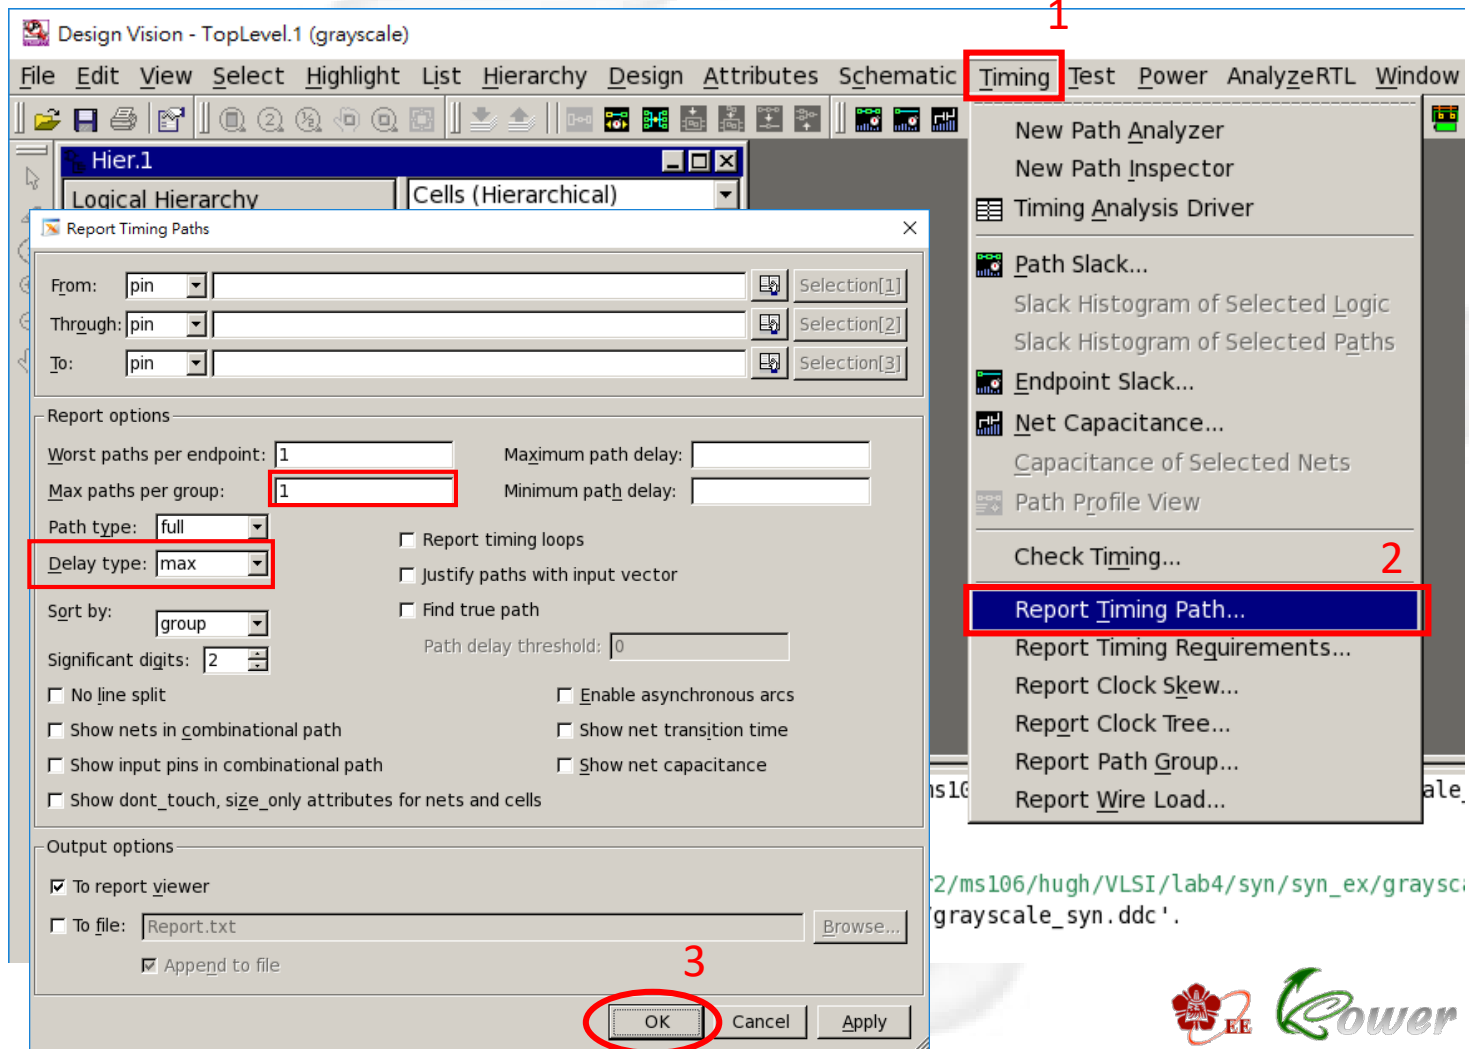 1
Design Vision - TopLevel.1 (grayscale)
File Edit View Select Highlight List Hierarchy Design Attributes Schematic Timing Test Power AnalyzeRTL Window
Hier.1
Logical Hierarchy
Cells (Hierarchical)
New Path Analyzer
New Path Inspector
Timing Analysis Driver
Path Slack...
Slack Histogram of Selected Logic
Slack Histogram of Selected Paths
Endpoint Slack...
Net Capacitance...
Capacitance of Selected Nets
Path Profile View
Check Timing...
2
Report Timing Path...
Report Timing Requirements...
Report Clock Skew...
Report Clock Tree...
Report Path Group...
Report Wire Load...
Report Timing Paths
From: pin Selection[1]
Through: pin Selection[2]
To: pin Selection[3]
Report options
Worst paths per endpoint: 1 Maximum path delay:
Max paths per group: 1 Minimum path delay:
Path type: full
Delay type: max
Report timing loops
Justify paths with input vector
Sort by: group
Find true path
Path delay threshold: 0
Significant digits: 2
No line split Enable asynchronous arcs
Show nets in combinational path Show net transition time
Show input pins in combinational path Show net capacitance
Show dont_touch, size_only attributes for nets and cells
Output options
To report viewer
To file: Report.txt Browse...
Append to file
3
OK Cancel Apply
r2/ms106/hugh/VLSI/lab4/syn/syn_ex/graysc
grayscale_syn.ddc'.
EE
Power